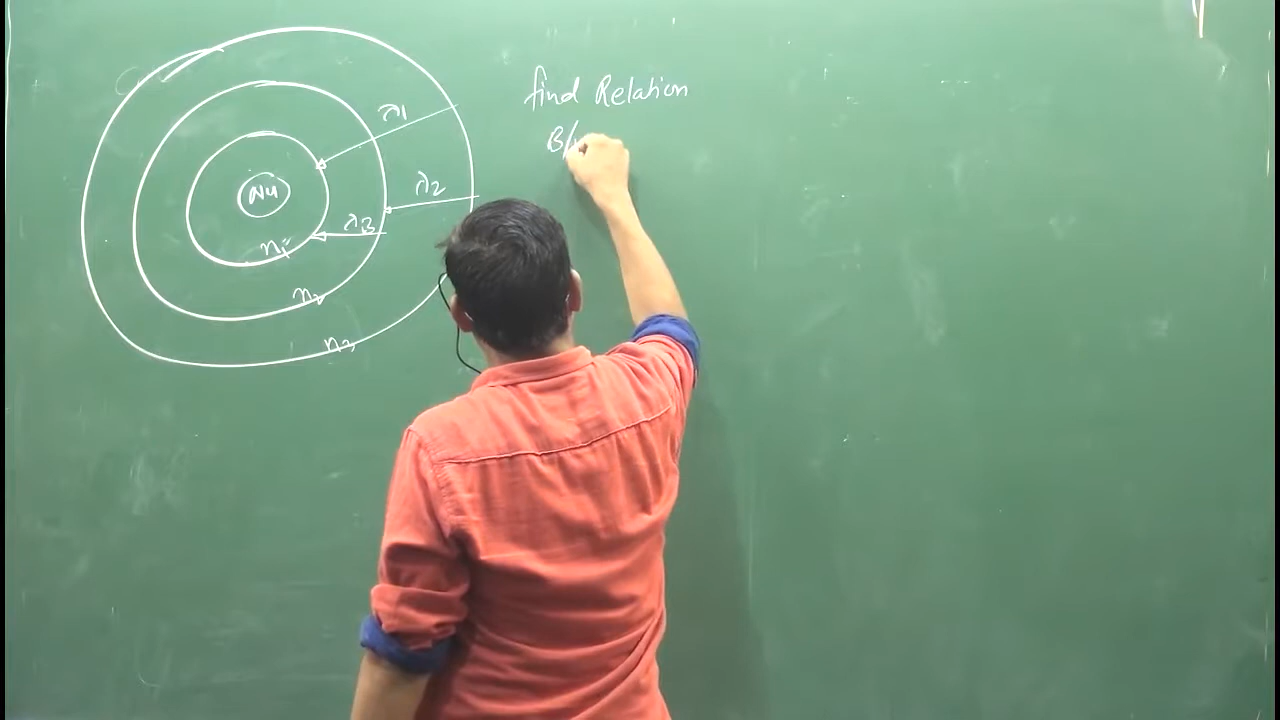 find Relation
B/
λ1
λ2
λ3
Nu
n1
n2
n3